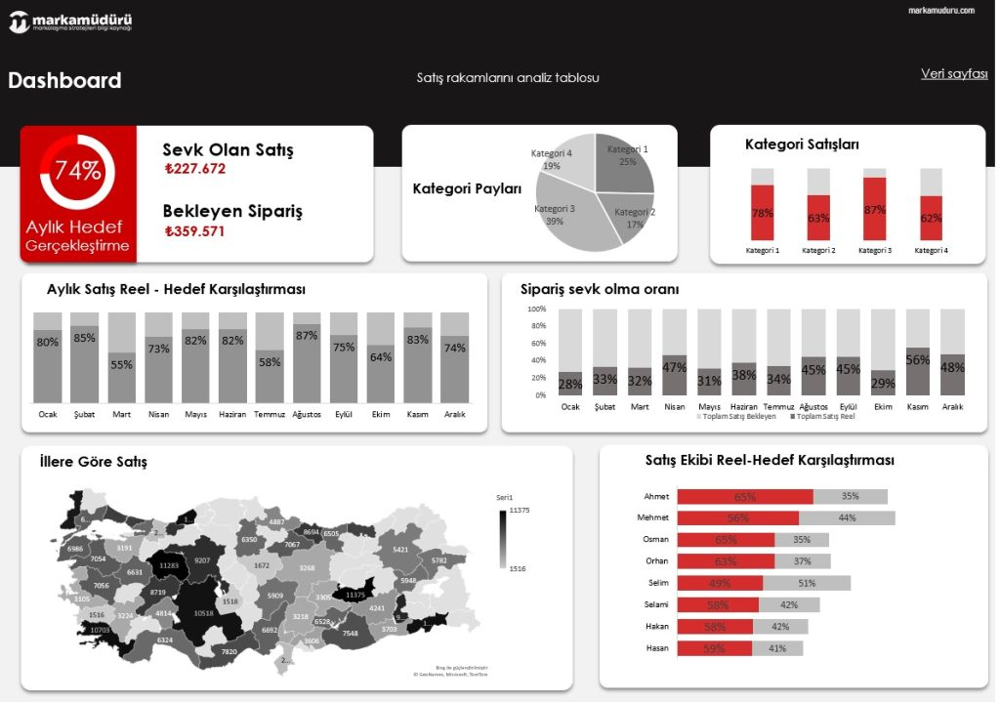 markamüdürü
markalaşma stratejileri bilgi kaynağı
markamuduru.com
Dashboard
Satış rakamlarını analiz tablosu
Veri sayfası
74%
Aylık Hedef
Gerçekleştirme
Sevk Olan Satış
₺227.672
Bekleyen Sipariş
₺359.571
Kategori Payları
Kategori 4
19%
Kategori 1
25%
Kategori 3
39%
Kategori 2
17%
Kategori Satışları
78% 63% 87% 62%
Kategori 1 Kategori 2 Kategori 3 Kategori 4
Aylık Satış Reel - Hedef Karşılaştırması
80% 85% 55% 73% 82% 82% 58% 87% 75% 64% 83% 74%
Ocak Şubat Mart Nisan Mayıs Haziran Temmuz Ağustos Eylül Ekim Kasım Aralık
Sipariş sevk olma oranı
100%
80%
60%
40%
20%
0%
28% 33% 32% 47% 31% 38% 34% 45% 45% 29% 56% 48%
Ocak Şubat Mart Nisan Mayıs Haziran Temmuz Ağustos Eylül Ekim Kasım Aralık
Toplam Satış Bekleyen Toplam Satış Reel
İllere Göre Satış
6...
2...
1...
4887
8694
6505
6350
7067
6986
7054
3191
6631
11283
9207
1672
3268
5421
5782
5948
7056
3105
8719
1516
3224
4814
10518
1518
5909
3305
11375
4241
3218
6528
10703
6324
7820
6692
3606
7548
3703
9...
1...
2...
Seri1
11375
1516
Bing ile güçlendirilmiştir
© GeoNames, Microsoft, TomTom
Satış Ekibi Reel-Hedef Karşılaştırması
Ahmet 65% 35%
Mehmet 56% 44%
Osman 65% 35%
Orhan 63% 37%
Selim 49% 51%
Selami 58% 42%
Hakan 58% 42%
Hasan 59% 41%